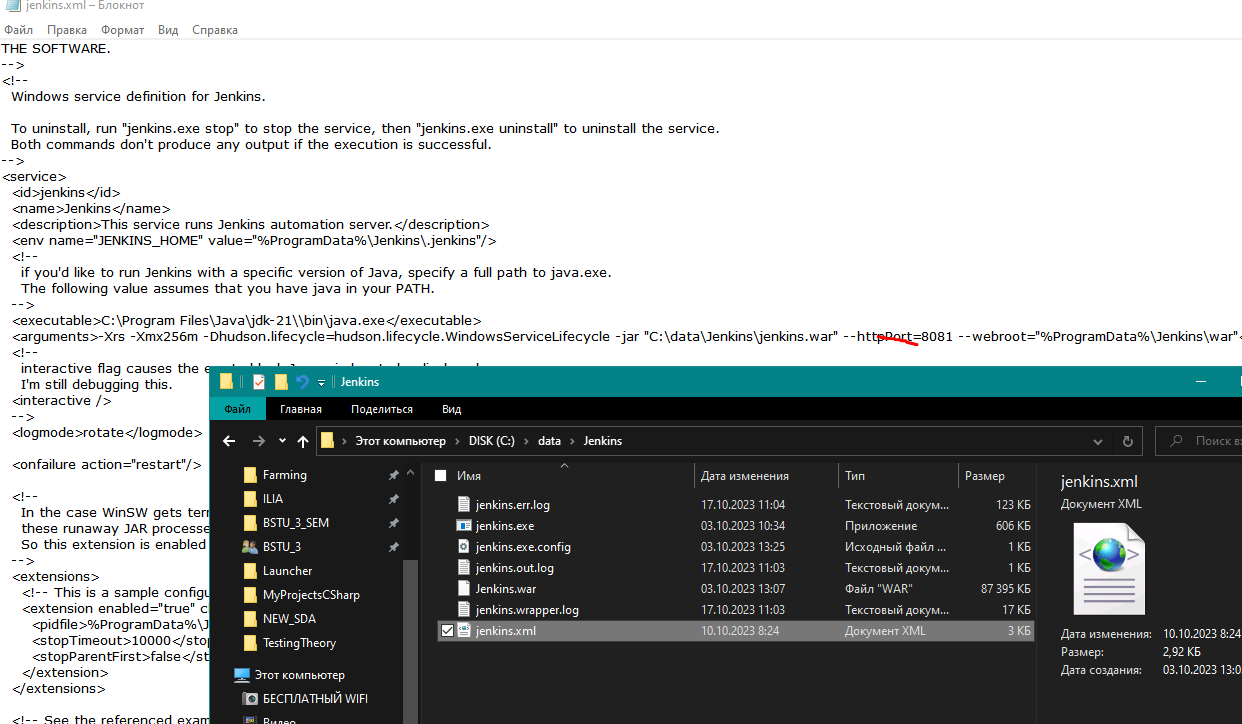 jenkins.xml – Блокнот
Файл Правка Формат Вид Справка
THE SOFTWARE.
-->
<!--
Windows service definition for Jenkins.
To uninstall, run "jenkins.exe stop" to stop the service, then "jenkins.exe uninstall" to uninstall the service.
Both commands don't produce any output if the execution is successful.
-->
<service>
<id>jenkins</id>
<name>Jenkins</name>
<description>This service runs Jenkins automation server.</description>
<env name="JENKINS_HOME" value="%ProgramData%\Jenkins\.jenkins"/>
<!--
if you'd like to run Jenkins with a specific version of Java, specify a full path to java.exe.
The following value assumes that you have java in your PATH.
-->
<executable>C:\Program Files\Java\jdk-21\\bin\java.exe</executable>
<arguments>-Xrs -Xmx256m -Dhudson.lifecycle=hudson.lifecycle.WindowsServiceLifecycle -jar "C:\data\Jenkins\jenkins.war" --httpPort=8081 --webroot="%ProgramData%\Jenkins\war"<
<!--
interactive flag causes the
I'm still debugging this.
<interactive />
-->
<logmode>rotate</logmode>
<onfailure action="restart"/>
<!--
In the case WinSW gets terr
these runaway JAR processe
So this extension is enabled
-->
<extensions>
<!-- This is a sample configu
<extension enabled="true" cl
<pidfile>%ProgramData%\J
<stopTimeout>10000</stop
<stopParentFirst>false</st
</extension>
</extensions>
<!-- See the referenced exam
Jenkins
Файл Главная Поделиться Вид
Этот компьютер DISK (C:) data Jenkins
Поиск в:
Farming
ILIA
BSTU_3_SEM
BSTU_3
Launcher
MyProjectsCSharp
NEW_SDA
TestingTheory
Этот компьютер
БЕСПЛАТНЫЙ WIFI
Видео
Имя Дата изменения Тип Размер
jenkins.err.log 17.10.2023 11:04 Текстовый докум... 123 КБ
jenkins.exe 03.10.2023 10:34 Приложение 606 КБ
jenkins.exe.config 03.10.2023 13:25 Исходный файл ... 1 КБ
jenkins.out.log 17.10.2023 11:03 Текстовый докум... 1 КБ
Jenkins.war 03.10.2023 13:07 Файл "WAR" 87 395 КБ
jenkins.wrapper.log 17.10.2023 11:03 Текстовый докум... 17 КБ
jenkins.xml 10.10.2023 8:24 Документ XML 3 КБ
jenkins.xml
Документ XML
Дата изменения: 10.10.2023 8:24
Размер: 2,92 КБ
Дата создания: 03.10.2023 13:0